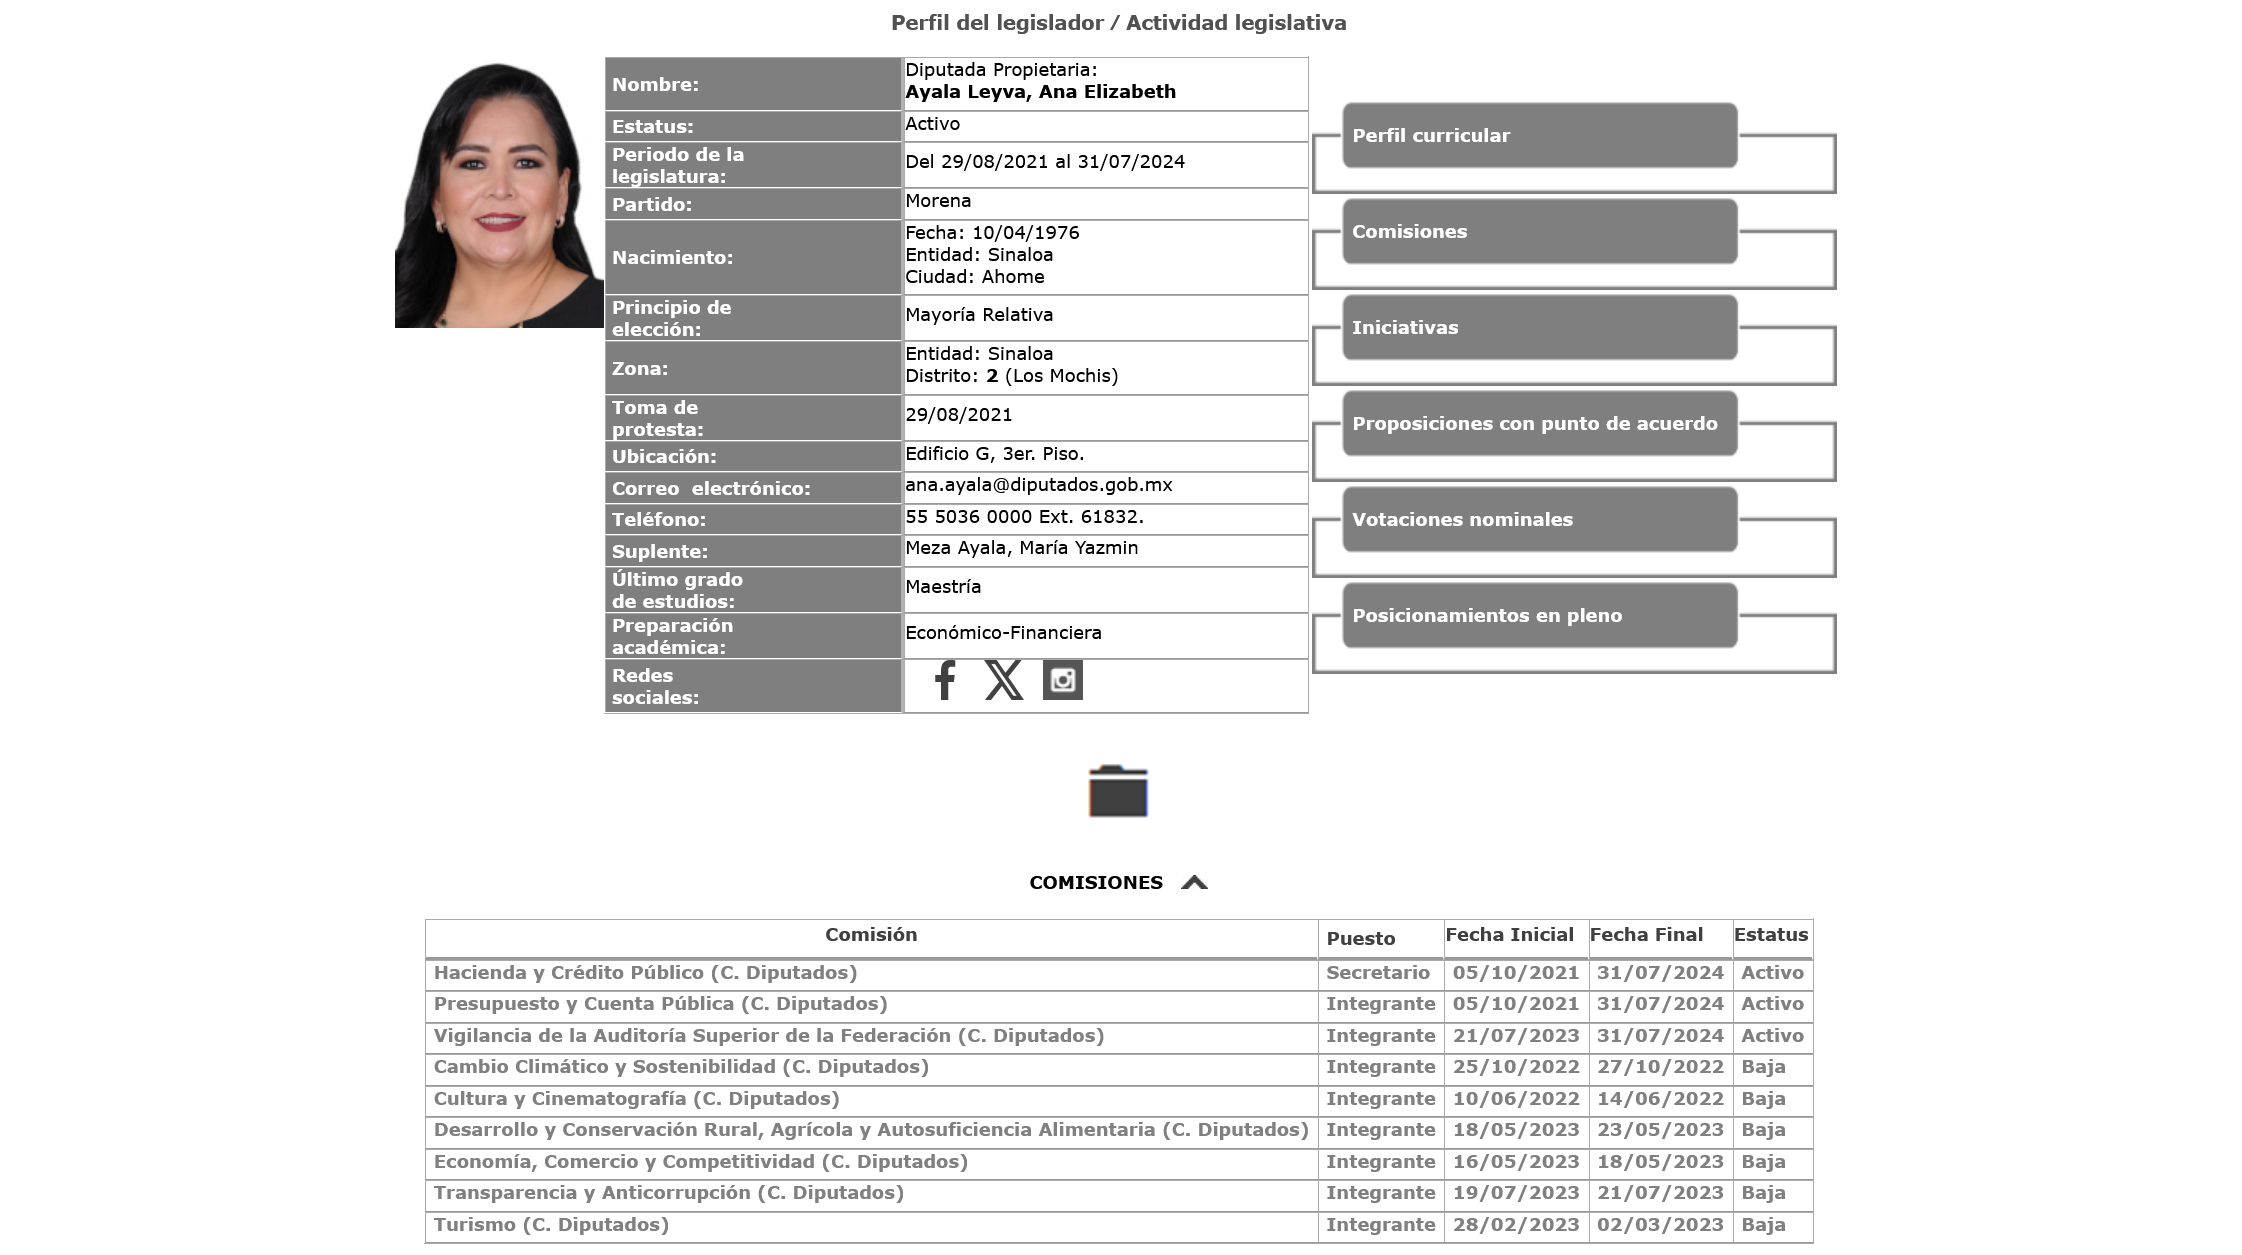 Perfil del legislador / Actividad legislativa
Nombre:
Diputada Propietaria:
Ayala Leyva, Ana Elizabeth
Estatus:
Activo
Periodo de la
legislatura:
Del 29/08/2021 al 31/07/2024
Partido:
Morena
Nacimiento:
Fecha: 10/04/1976
Entidad: Sinaloa
Ciudad: Ahome
Principio de
elección:
Mayoría Relativa
Zona:
Entidad: Sinaloa
Distrito: 2 (Los Mochis)
Toma de
protesta:
29/08/2021
Ubicación:
Edificio G, 3er. Piso.
Correo electrónico:
ana.ayala@diputados.gob.mx
Teléfono:
55 5036 0000 Ext. 61832.
Suplente:
Meza Ayala, María Yazmin
Último grado
de estudios:
Maestría
Preparación
académica:
Económico-Financiera
Redes
sociales:
Perfil curricular
Comisiones
Iniciativas
Proposiciones con punto de acuerdo
Votaciones nominales
Posicionamientos en pleno
COMISIONES
Comisión Puesto Fecha Inicial Fecha Final Estatus
Hacienda y Crédito Público (C. Diputados) Secretario 05/10/2021 31/07/2024 Activo
Presupuesto y Cuenta Pública (C. Diputados) Integrante 05/10/2021 31/07/2024 Activo
Vigilancia de la Auditoría Superior de la Federación (C. Diputados) Integrante 21/07/2023 31/07/2024 Activo
Cambio Climático y Sostenibilidad (C. Diputados) Integrante 25/10/2022 27/10/2022 Baja
Cultura y Cinematografía (C. Diputados) Integrante 10/06/2022 14/06/2022 Baja
Desarrollo y Conservación Rural, Agrícola y Autosuficiencia Alimentaria (C. Diputados) Integrante 18/05/2023 23/05/2023 Baja
Economía, Comercio y Competitividad (C. Diputados) Integrante 16/05/2023 18/05/2023 Baja
Transparencia y Anticorrupción (C. Diputados) Integrante 19/07/2023 21/07/2023 Baja
Turismo (C. Diputados) Integrante 28/02/2023 02/03/2023 Baja